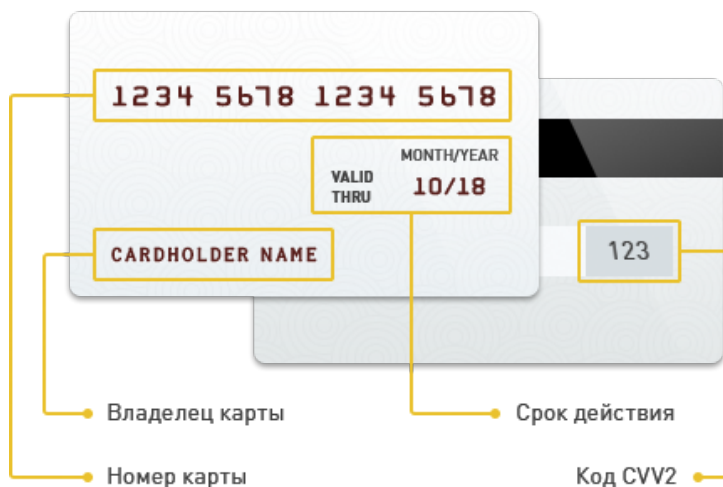 1234 5678 1234 5678
MONTH/YEAR
VALID
THRU
10/18
CARDHOLDER NAME
123
Владелец карты
Срок действия
Номер карты
Код CVV2